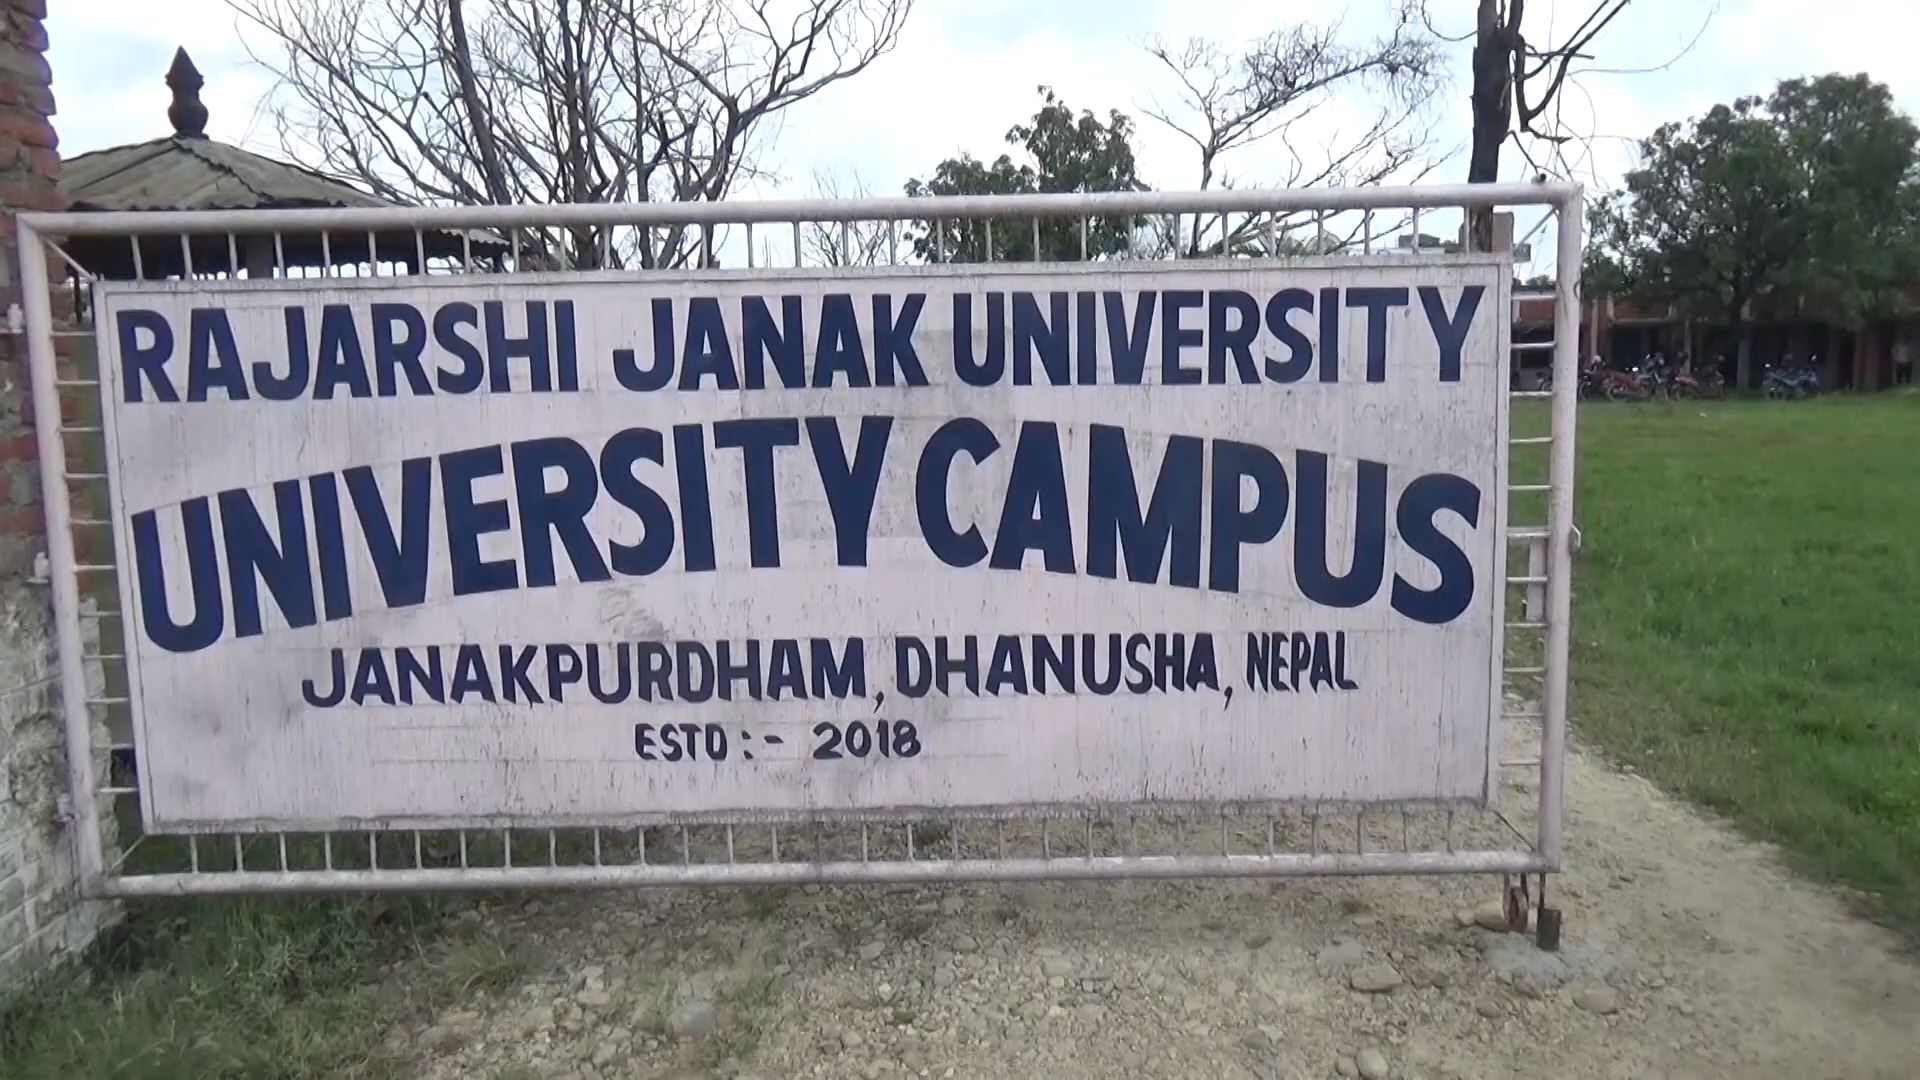 RAJARSHI JANAK UNIVERSITY
UNIVERSITY CAMPUS
JANAKPURDHAM, DHANUSHA, NEPAL
ESTD :- 2018